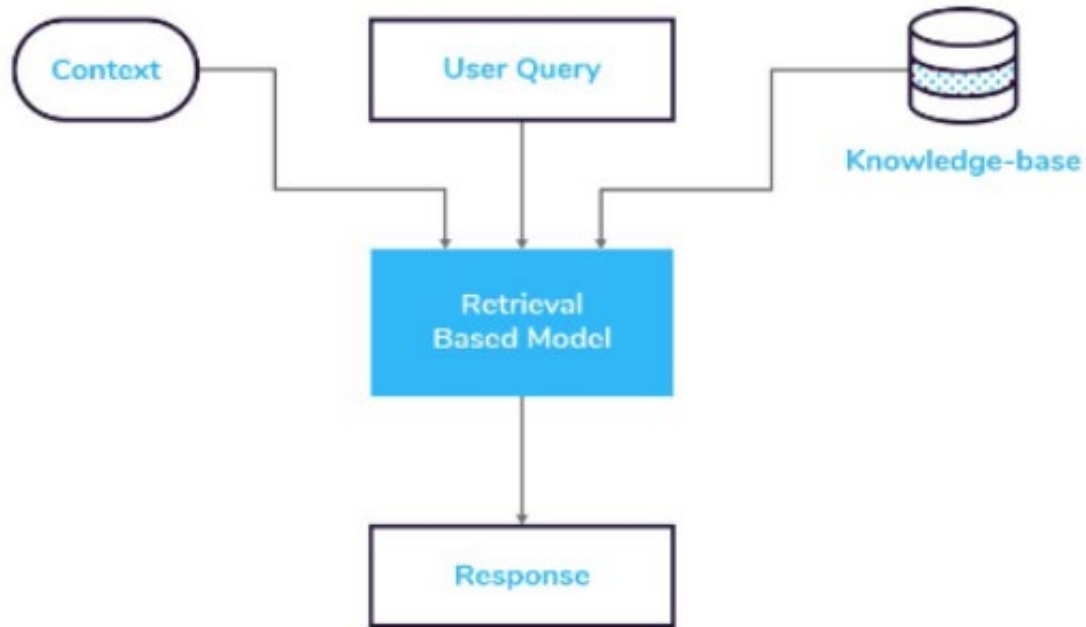 Context
User Query
Knowledge-base
Retrieval
Based Model
Response